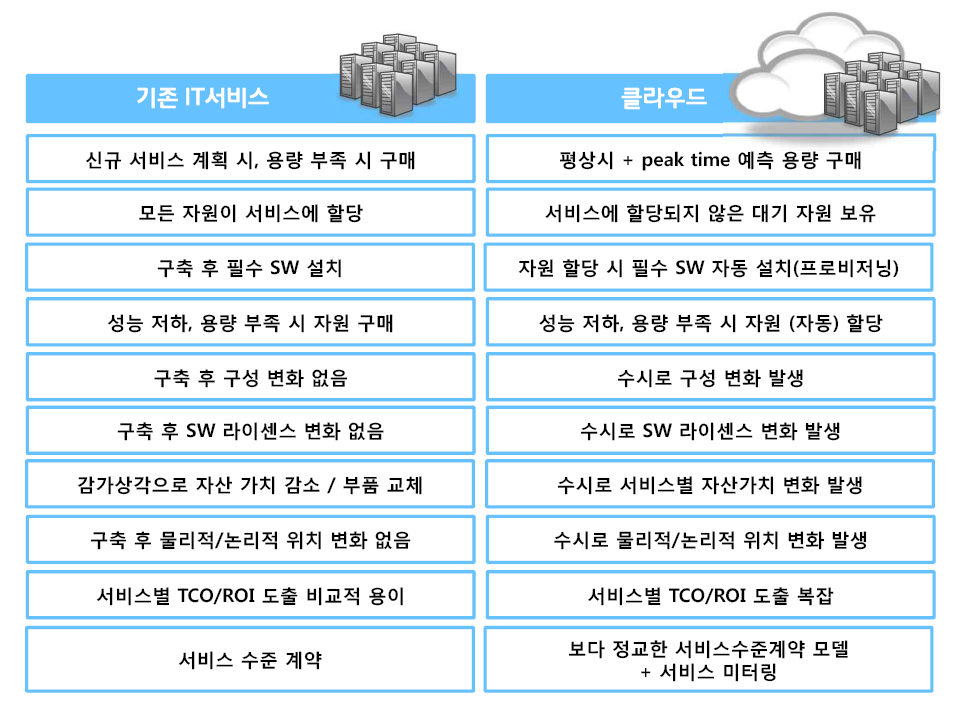 기존 IT서비스
클라우드
신규 서비스 계획 시, 용량 부족 시 구매
평상시 + peak time 예측 용량 구매
모든 자원이 서비스에 할당
서비스에 할당되지 않은 대기 자원 보유
구축 후 필수 SW 설치
자원 할당 시 필수 SW 자동 설치(프로비저닝)
성능 저하, 용량 부족 시 자원 구매
성능 저하, 용량 부족 시 자원 (자동) 할당
구축 후 구성 변화 없음
수시로 구성 변화 발생
구축 후 SW 라이센스 변화 없음
수시로 SW 라이센스 변화 발생
감가상각으로 자산 가치 감소 / 부품 교체
수시로 서비스별 자산가치 변화 발생
구축 후 물리적/논리적 위치 변화 없음
수시로 물리적/논리적 위치 변화 발생
서비스별 TCO/ROI 도출 비교적 용이
서비스별 TCO/ROI 도출 복잡
서비스 수준 계약
보다 정교한 서비스수준계약 모델
+ 서비스 미터링